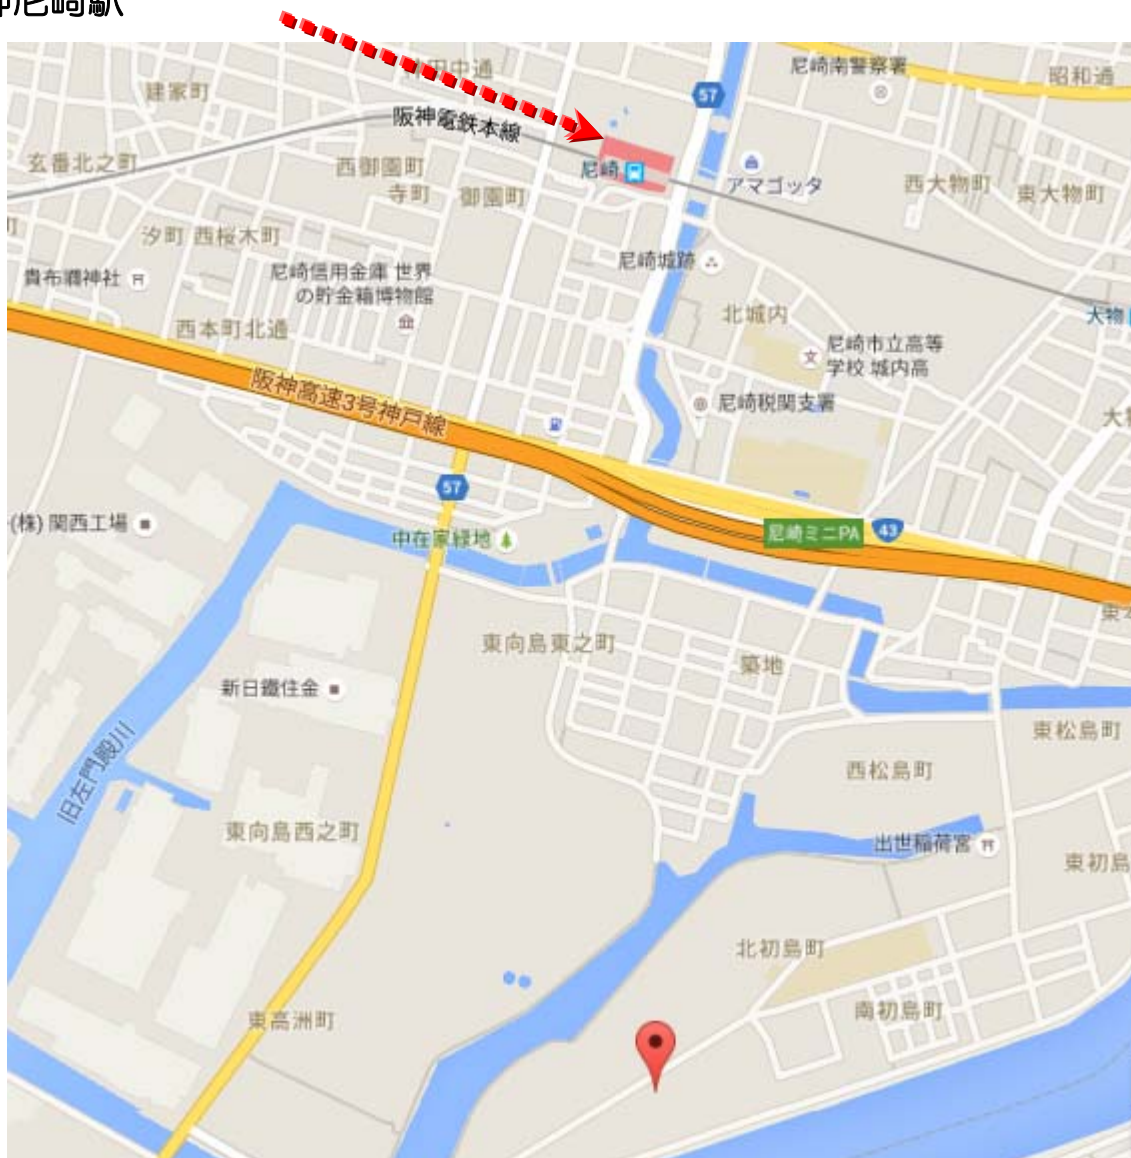 尼崎駅
尼崎南警察署
昭和通
建家町
田中通
57
阪神電鉄本線
玄番北之町
西御園町
尼崎
アマゴッタ
寺町
御園町
西大物町
東大物町
町
汐町 西桜木町
貴布禰神社
尼崎信用金庫 世界
の貯金箱博物館
尼崎城跡
北城内
大物
西本町北通
尼崎市立高等
学校 城内高
阪神高速3号神戸線
尼崎税関支署
57
(株) 関西工場
中在家緑地
尼崎ミニPA
43
東向島東之町
築地
新日鐵住金
東松島町
西松島町
旧左門殿川
東向島西之町
出世稲荷宮
東初島
北初島町
東高洲町
南初島町